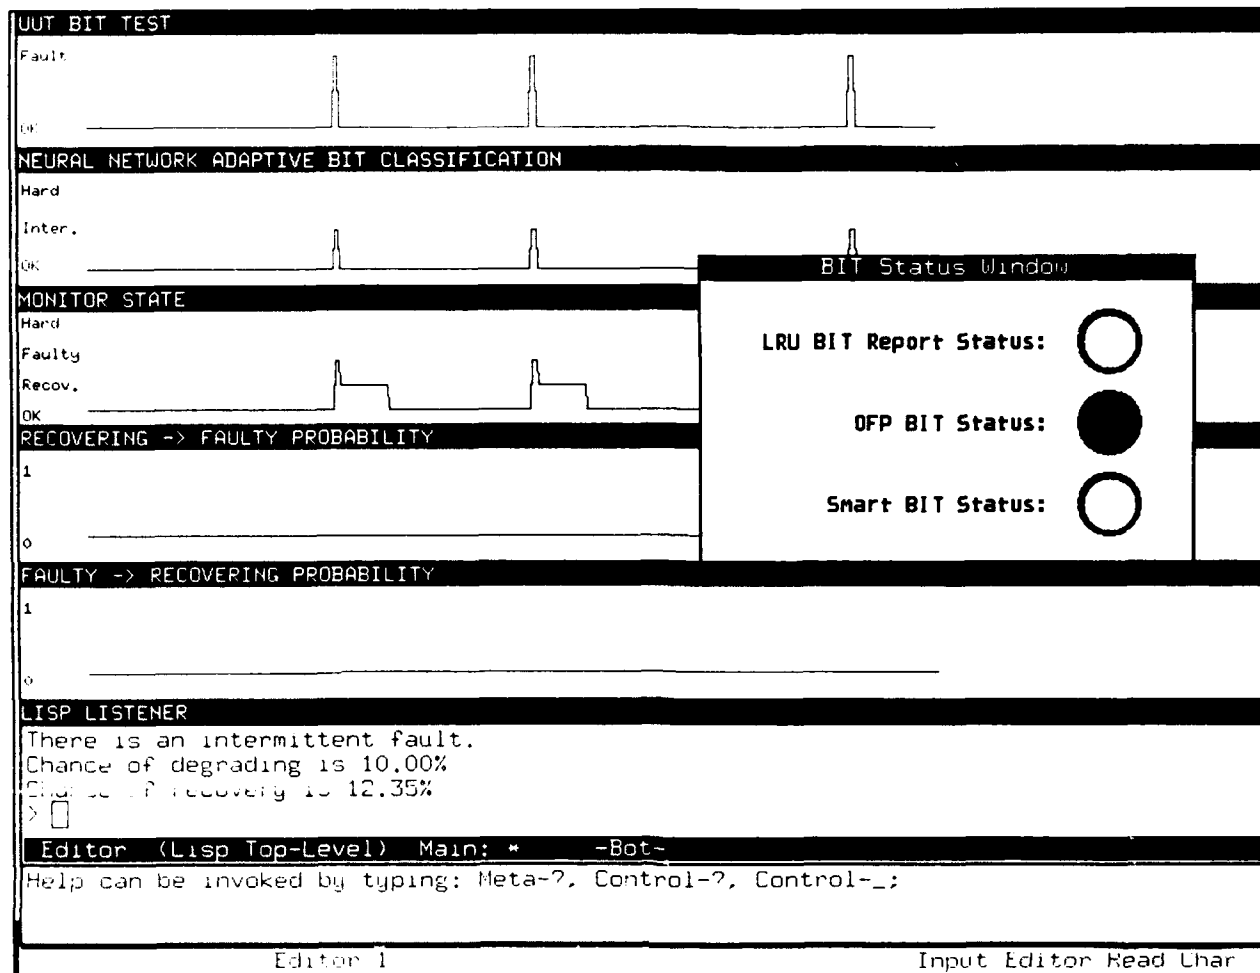 UUT BIT TEST
Fault
OK
NEURAL NETWORK ADAPTIVE BIT CLASSIFICATION
Hard
Inter.
OK
BIT Status Window
LRU BIT Report Status:
OFP BIT Status:
Smart BIT Status:
MONITOR STATE
Hard
Faulty
Recov.
OK
RECOVERING -> FAULTY PROBABILITY
1
0
FAULTY -> RECOVERING PROBABILITY
1
0
LISP LISTENER
There is an intermittent fault.
Chance of degrading is 10.00%
Chance of recovery is 12.35%
>
Editor (Lisp Top-Level) Main: * -Bot-
Help can be invoked by typing: Meta-?, Control-?, Control-_;
Editor 1
Input Editor Read Char